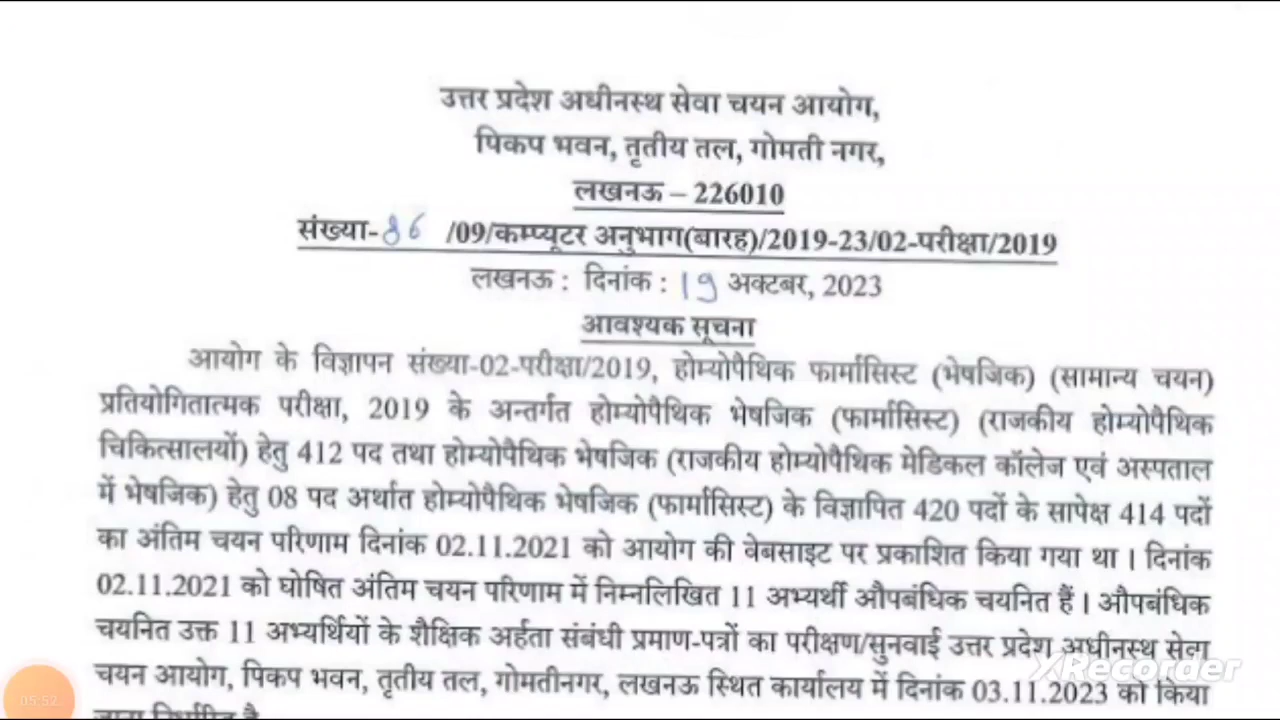 उत्तर प्रदेश अधीनस्थ सेवा चयन आयोग,
पिकप भवन, तृतीय तल, गोमती नगर,
लखनऊ – 226010
संख्या-86 /09/कम्प्यूटर अनुभाग(बारह)/2019-23/02-परीक्षा/2019
लखनऊ : दिनांक : 19 अक्टबर, 2023
आवश्यक सूचना
आयोग के विज्ञापन संख्या-02-परीक्षा/2019, होम्योपैथिक फार्मासिस्ट (भेषजिक) (सामान्य चयन)
प्रतियोगितात्मक परीक्षा, 2019 के अन्तर्गत होम्योपैथिक भेषजिक (फार्मासिस्ट) (राजकीय होम्योपैथिक
चिकित्सालयों) हेतु 412 पद तथा होम्योपैथिक भेषजिक (राजकीय होम्योपैथिक मेडिकल कॉलेज एवं अस्पताल
में भेषजिक) हेतु 08 पद अर्थात होम्योपैथिक भेषजिक (फार्मासिस्ट) के विज्ञापित 420 पदों के सापेक्ष 414 पदों
का अंतिम चयन परिणाम दिनांक 02.11.2021 को आयोग की वेबसाइट पर प्रकाशित किया गया था । दिनांक
02.11.2021 को घोषित अंतिम चयन परिणाम में निम्नलिखित 11 अभ्यर्थी औपबंधिक चयनित हैं । औपबंधिक
चयनित उक्त 11 अभ्यर्थियों के शैक्षिक अर्हता संबंधी प्रमाण-पत्रों का परीक्षण/सुनवाई उत्तर प्रदेश अधीनस्थ सेवा
चयन आयोग, पिकप भवन, तृतीय तल, गोमतीनगर, लखनऊ स्थित कार्यालय में दिनांक 03.11.2023 को किया
जाना निर्धारित है
XRecorder
05:52